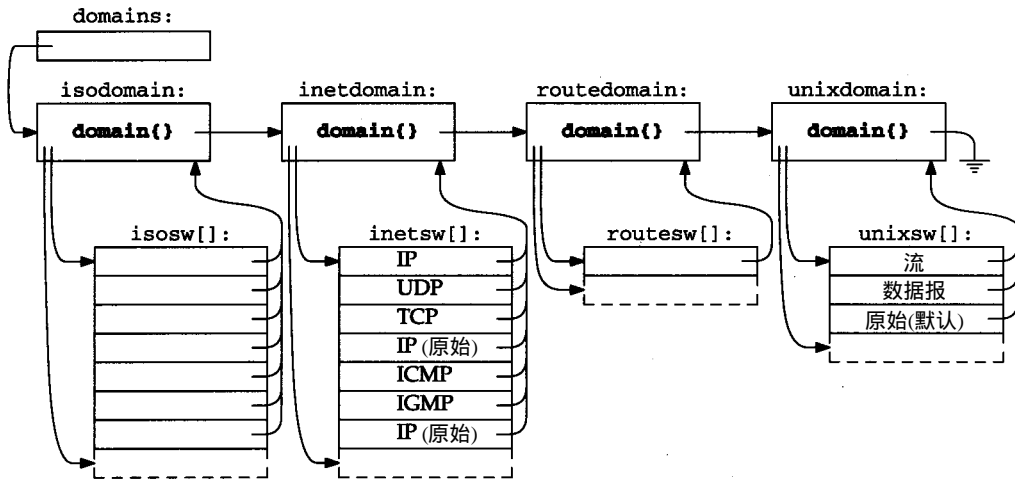 domains:
isodomain: inetdomain: routedomain: unixdomain:
domain{} domain{} domain{} domain{}
isosw[]: inetsw[]: routesw[]: unixsw[]:
IP 流
UDP 数据报
TCP 原始(默认)
IP (原始)
ICMP
IGMP
IP (原始)